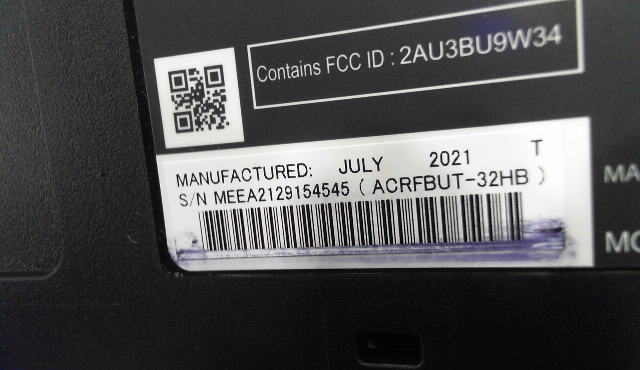 Contains FCC ID : 2AU3BU9W34
MANUFACTURED: JULY 2021 T
S/N MEEA2129154545 ( ACRFBUT-32HB )
MA
MO